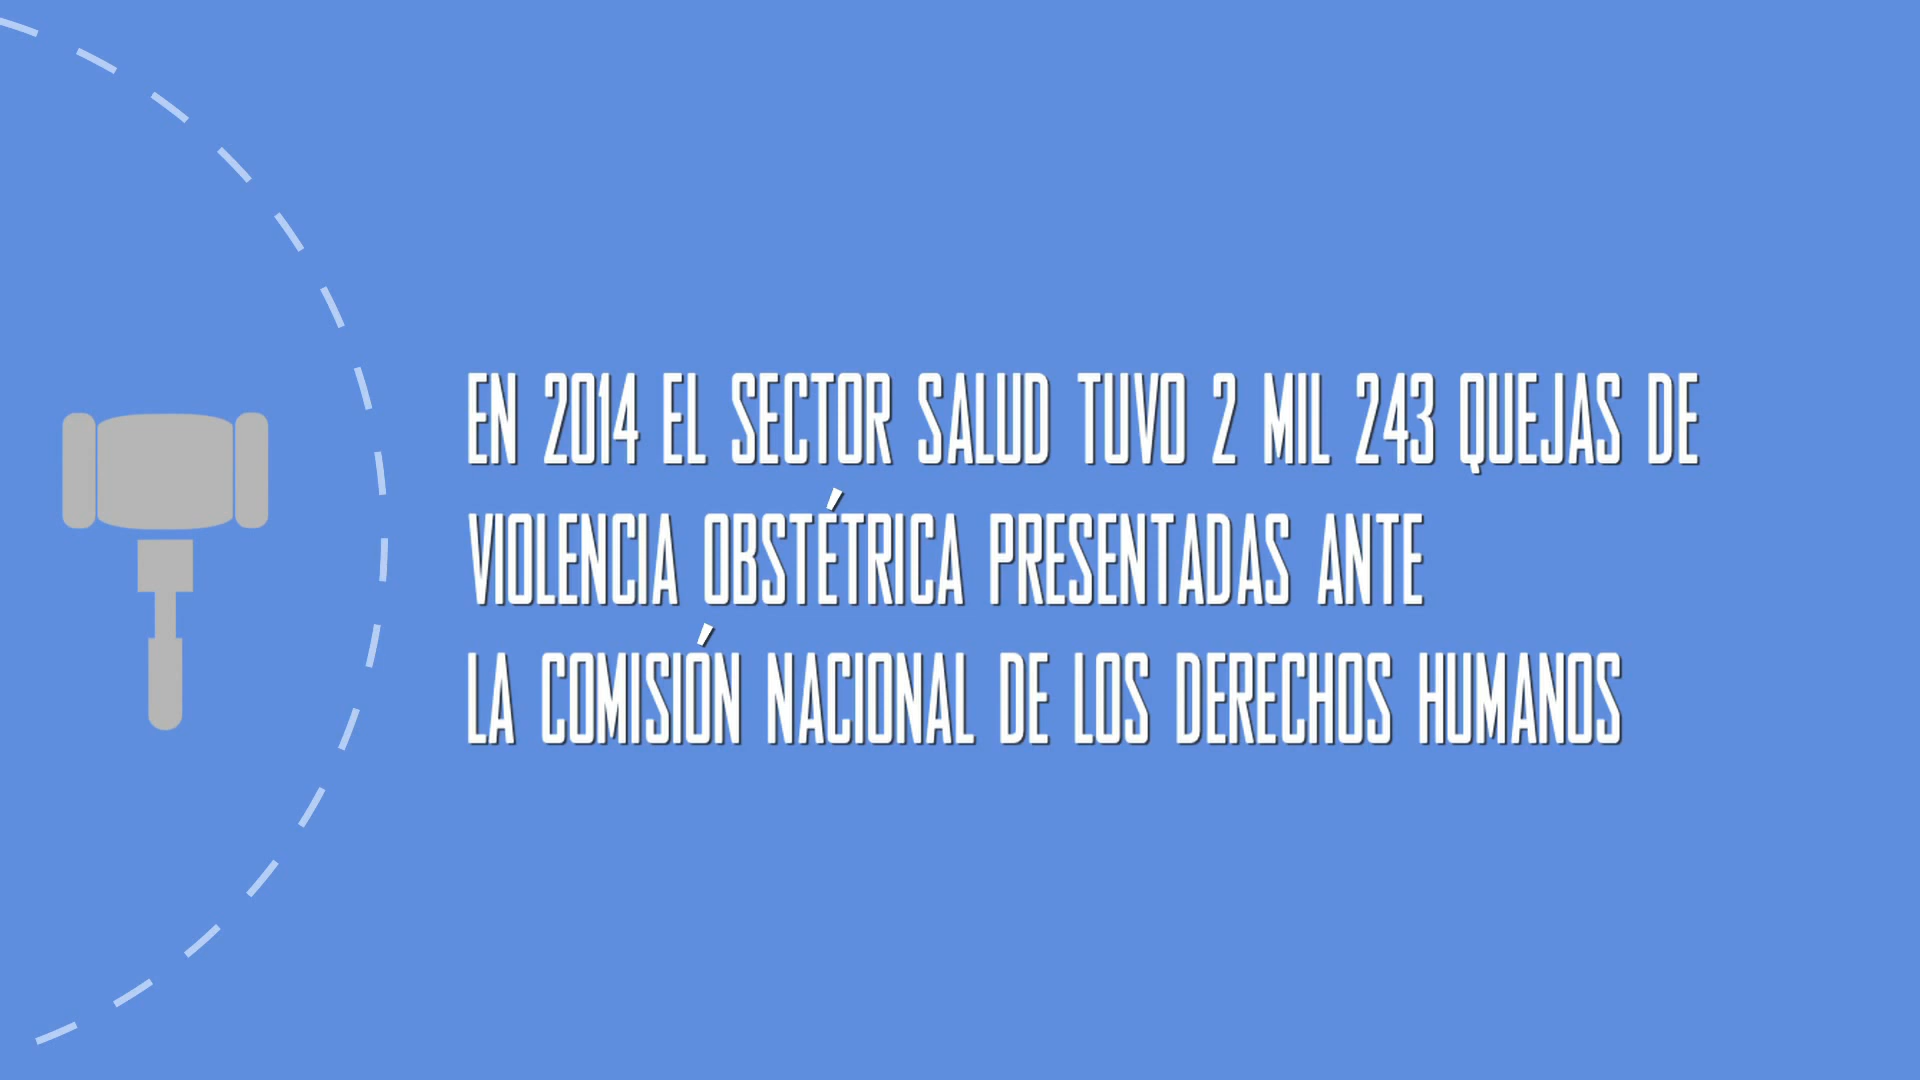 EN 2014 EL SECTOR SALUD TUVO 2 MIL 243 QUEJAS DE
VIOLENCIA OBSTÉTRICA PRESENTADAS ANTE
LA COMISIÓN NACIONAL DE LOS DERECHOS HUMANOS